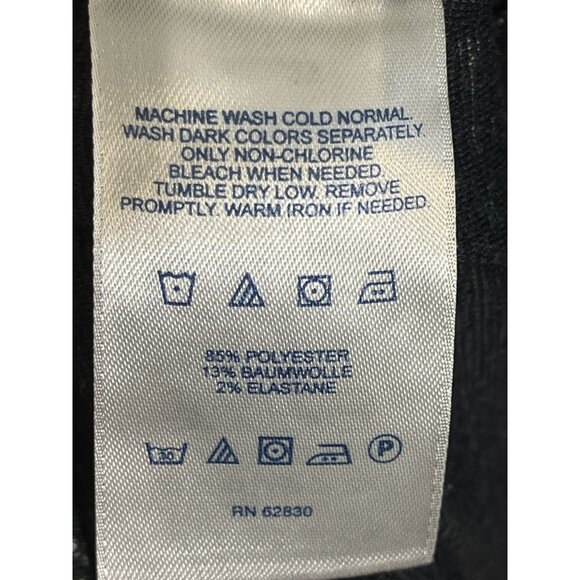 MACHINE WASH COLD NORMAL.
WASH DARK COLORS SEPARATELY.
ONLY NON-CHLORINE
BLEACH WHEN NEEDED.
TUMBLE DRY LOW. REMOVE
PROMPTLY. WARM IRON IF NEEDED.
85% POLYESTER
13% BAUMWOLLE
2% ELASTANE
30 P
RN 62830